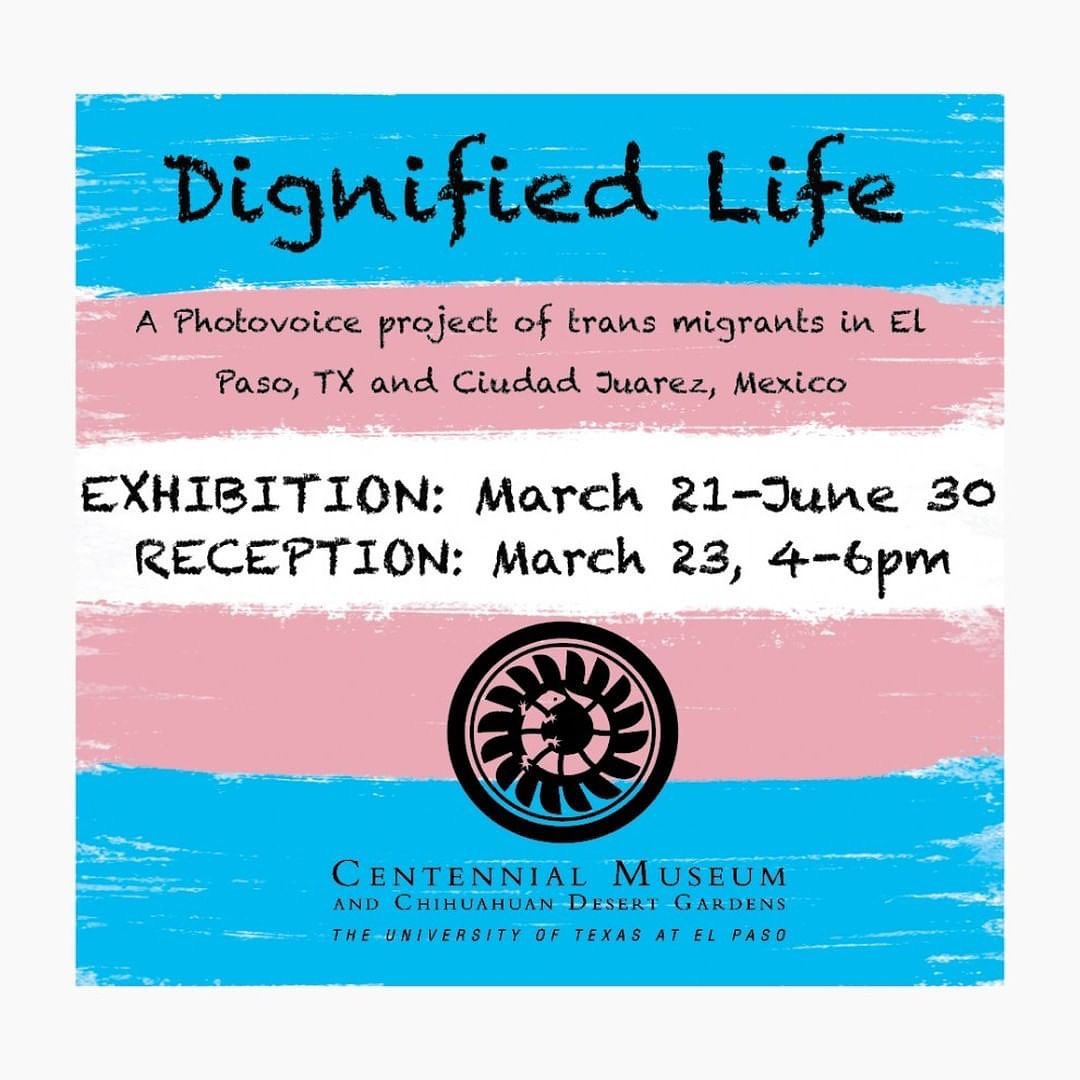 Dignified Life
A Photovoice project of trans migrants in El
Paso, TX and Ciudad Juarez, Mexico
EXHIBITION: March 21-June 30
RECEPTION: March 23, 4-6pm
CENTENNIAL MUSEUM
AND CHIHUAHUAN DESERT GARDENS
THE UNIVERSITY OF TEXAS AT EL PASO